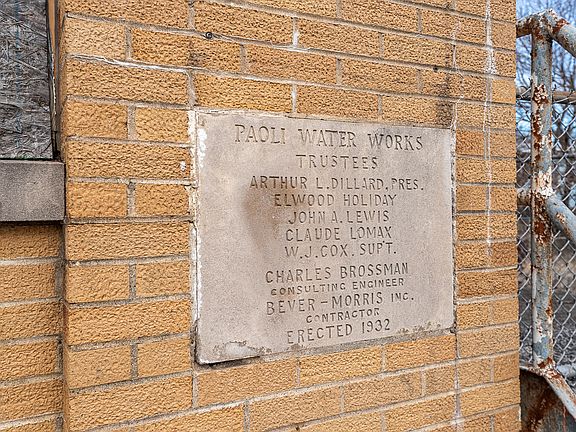 PAOLI WATER WORKS
TRUSTEES
ARTHUR L. DILLARD, PRES.
ELWOOD HOLIDAY
JOHN A. LEWIS
CLAUDE LOMAX
W. J. COX, SUP'T.
CHARLES BROSSMAN
CONSULTING ENGINEER
BEVER-MORRIS INC.
CONTRACTOR
ERECTED 1932